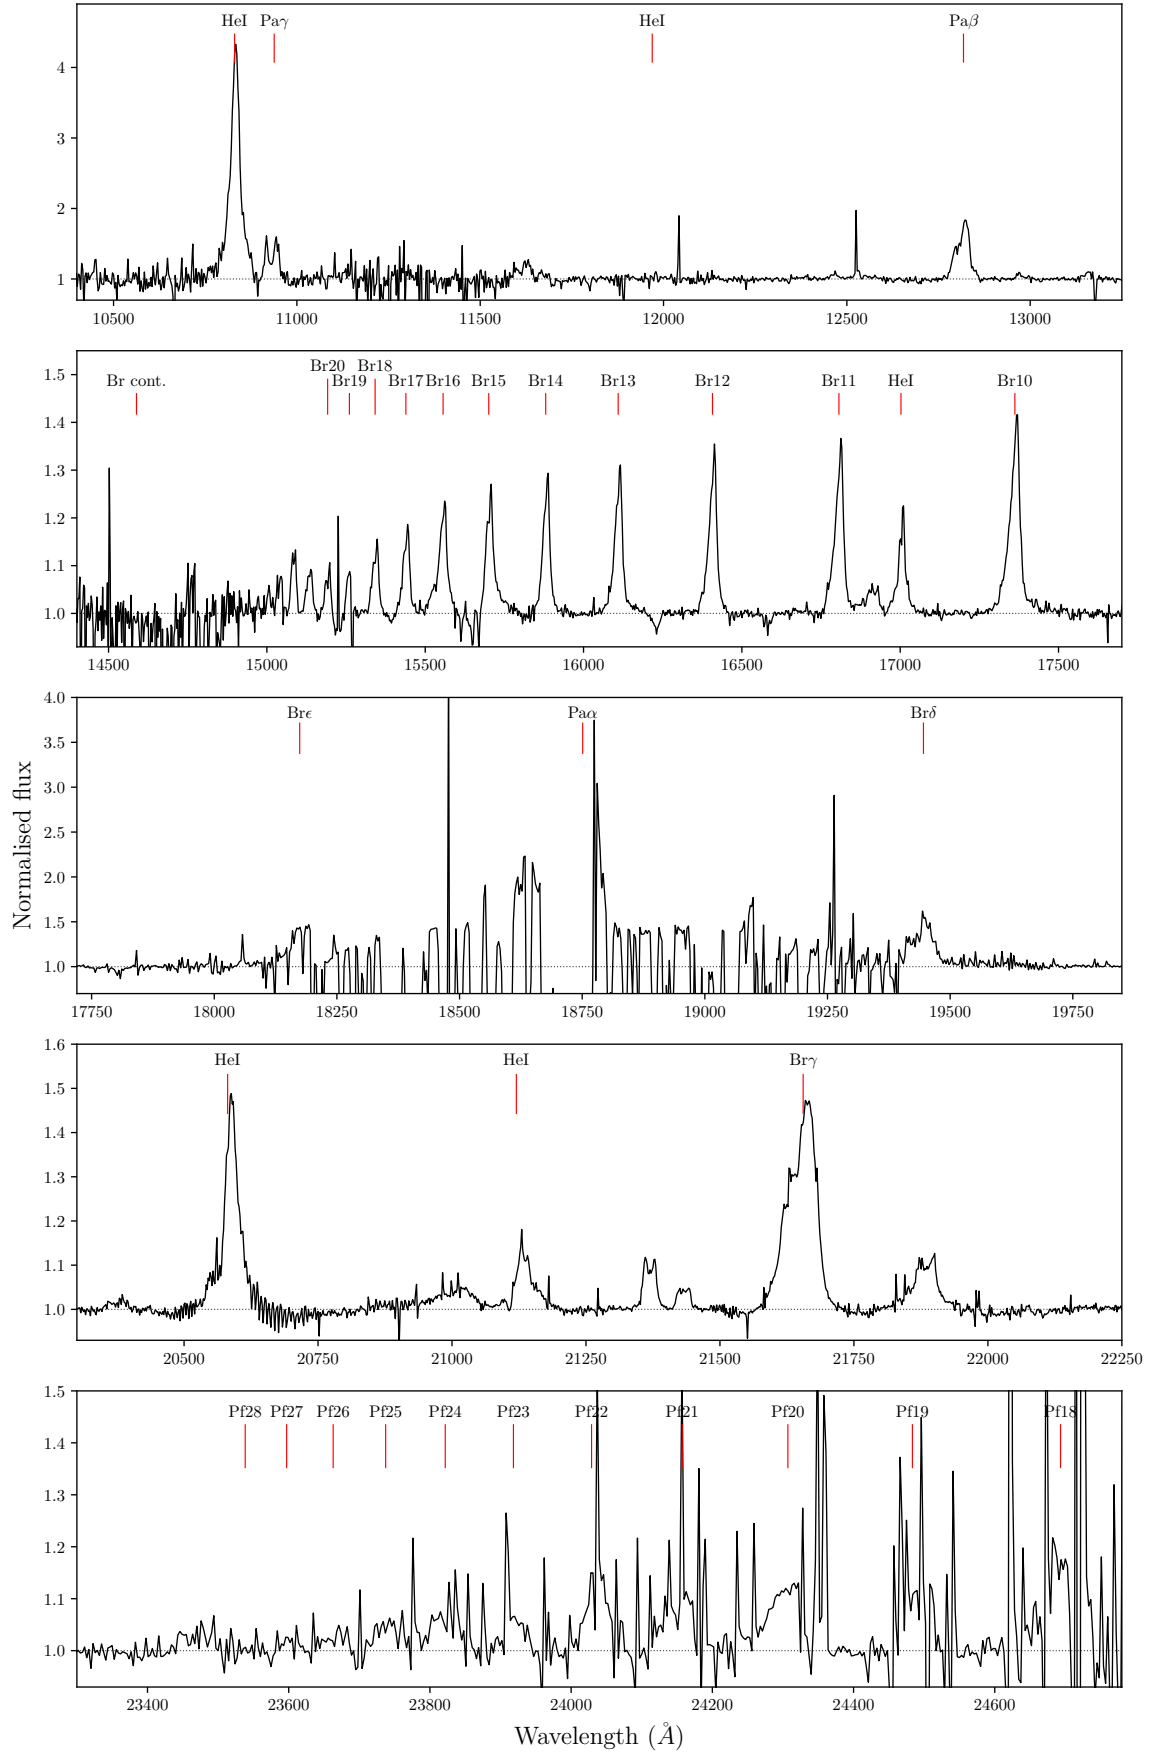 HeI Paγ HeI Paβ
4
3
2
1
10500 11000 11500 12000 12500 13000
Br20 Br18
Br cont. Br19 Br17 Br16 Br15 Br14 Br13 Br12 Br11 HeI Br10
1.5
1.4
1.3
1.2
1.1
1.0
14500 15000 15500 16000 16500 17000 17500
Brϵ Paα Brδ
4.0
3.5
3.0
2.5
2.0
1.5
1.0
17750 18000 18250 18500 18750 19000 19250 19500 19750
Normalised flux
HeI HeI Brγ
1.6
1.5
1.4
1.3
1.2
1.1
1.0
20500 20750 21000 21250 21500 21750 22000 22250
Pf28 Pf27 Pf26 Pf25 Pf24 Pf23 Pf22 Pf21 Pf20 Pf19 Pf18
1.5
1.4
1.3
1.2
1.1
1.0
23400 23600 23800 24000 24200 24400 24600
Wavelength (Å)